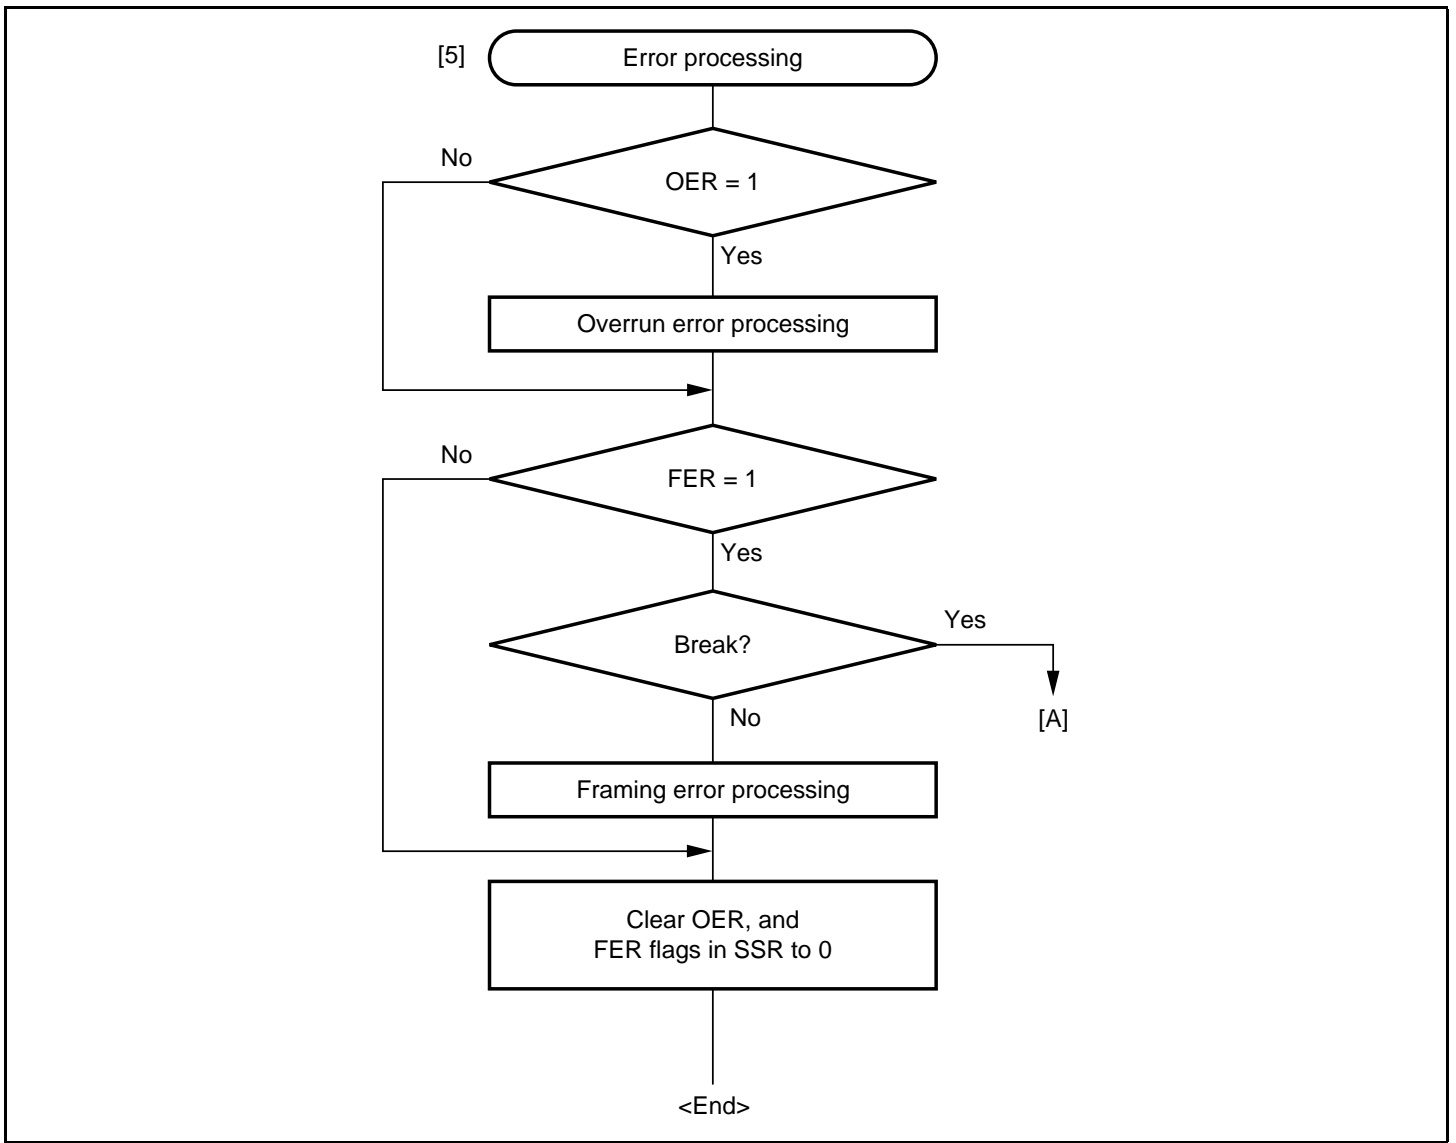 [5]
Error processing
No
OER = 1
Yes
Overrun error processing
No
FER = 1
Yes
Break?
Yes
No
[A]
Framing error processing
Clear OER, and
FER flags in SSR to 0
<End>